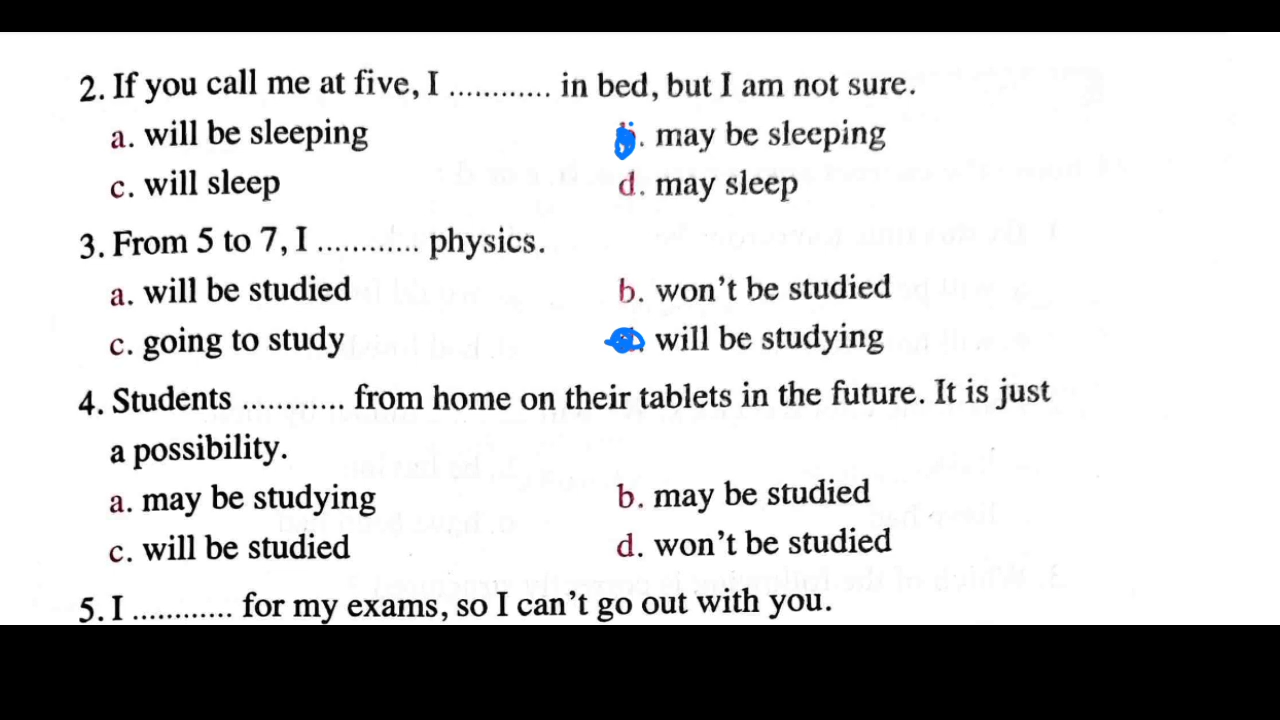 2. If you call me at five, I ............ in bed, but I am not sure.
a. will be sleeping b. may be sleeping
c. will sleep d. may sleep
3. From 5 to 7, I ............ physics.
a. will be studied b. won't be studied
c. going to study will be studying
4. Students ............ from home on their tablets in the future. It is just
a possibility.
a. may be studying b. may be studied
c. will be studied d. won't be studied
5. I ............ for my exams, so I can't go out with you.